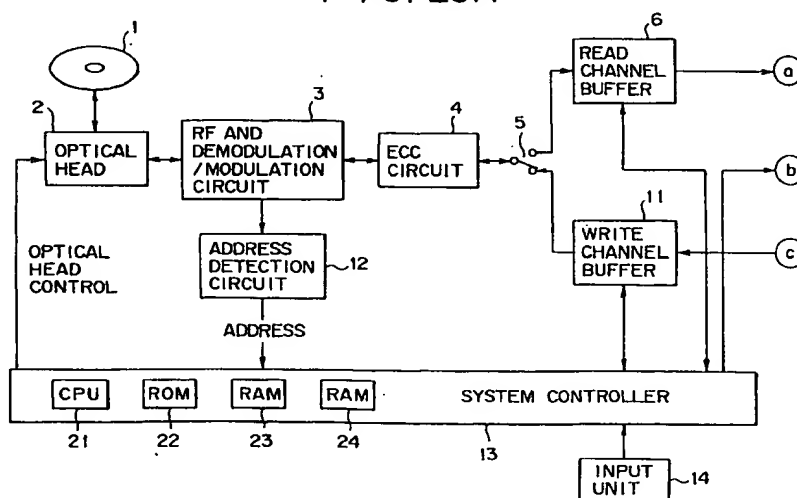 1
6
READ
CHANNEL
BUFFER
a
2
OPTICAL
HEAD
3
RF AND
DEMODULATION
/MODULATION
CIRCUIT
4
ECC
CIRCUIT
5
b
11
WRITE
CHANNEL
BUFFER
c
OPTICAL
HEAD
CONTROL
ADDRESS
DETECTION
CIRCUIT
12
ADDRESS
CPU
ROM
RAM
RAM
SYSTEM CONTROLLER
21
22
23
24
13
INPUT
UNIT
14